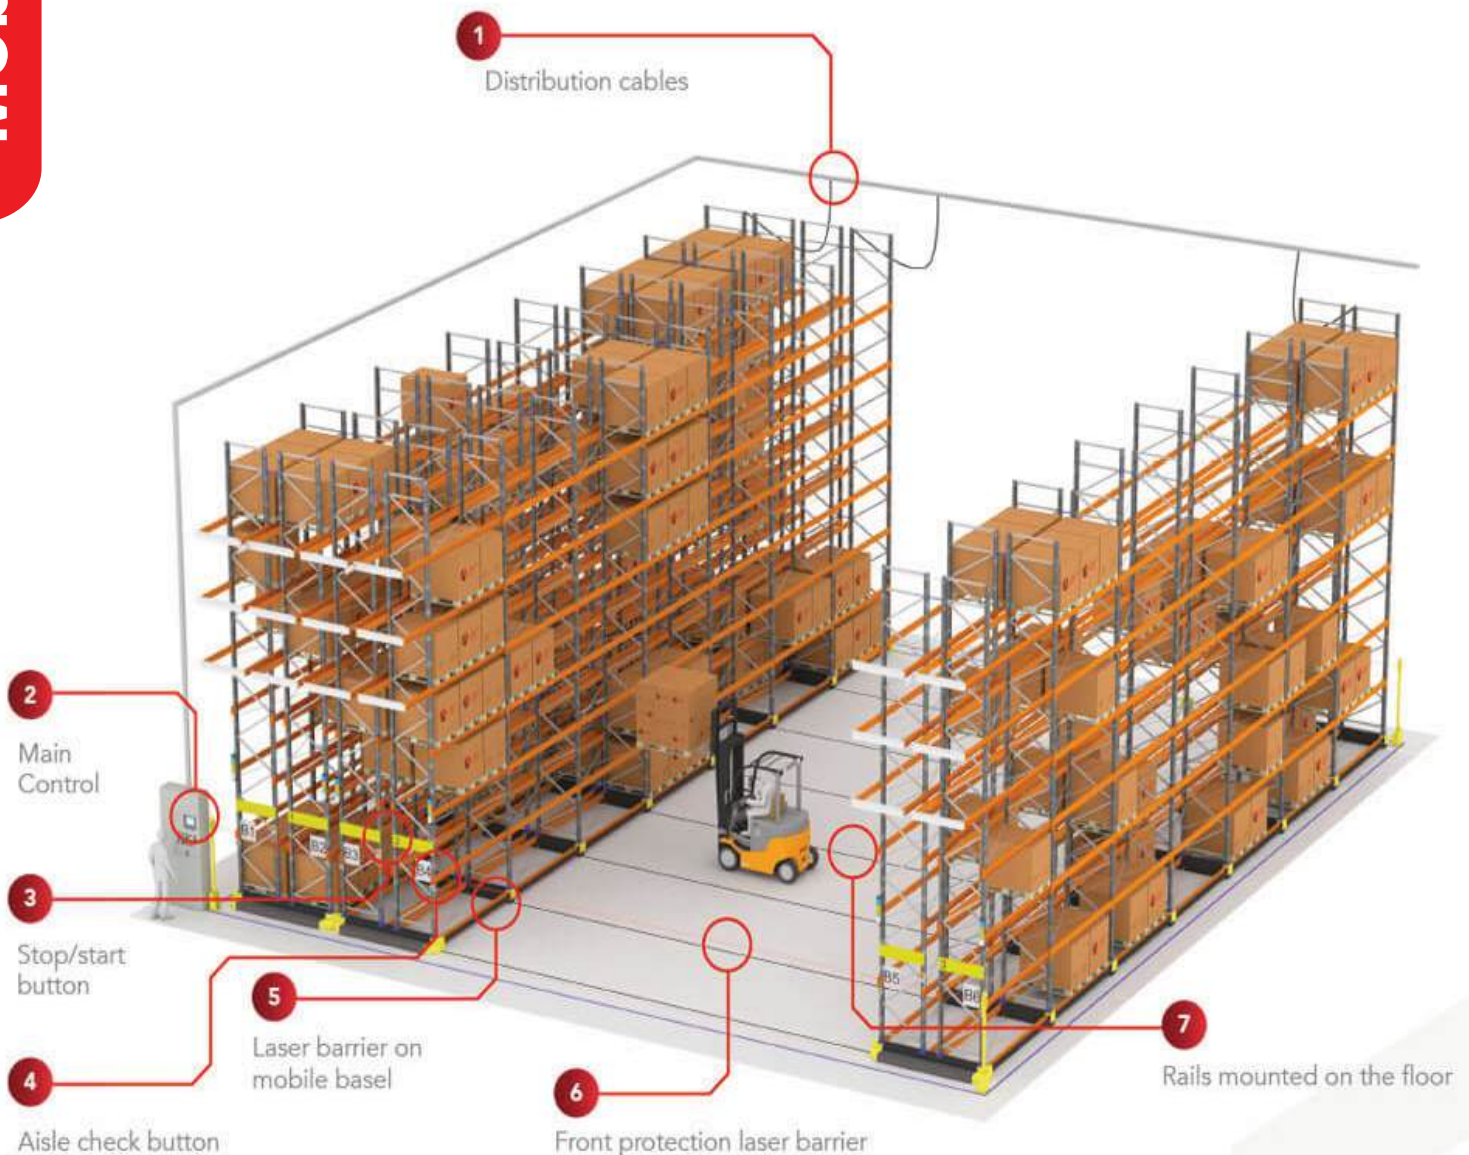 1
Distribution cables
2
Main
Control
3
Stop/start
button
4
Aisle check button
5
Laser barrier on
mobile basel
6
Front protection laser barrier
7
Rails mounted on the floor
B1
B2
B3
B4
B5
B6